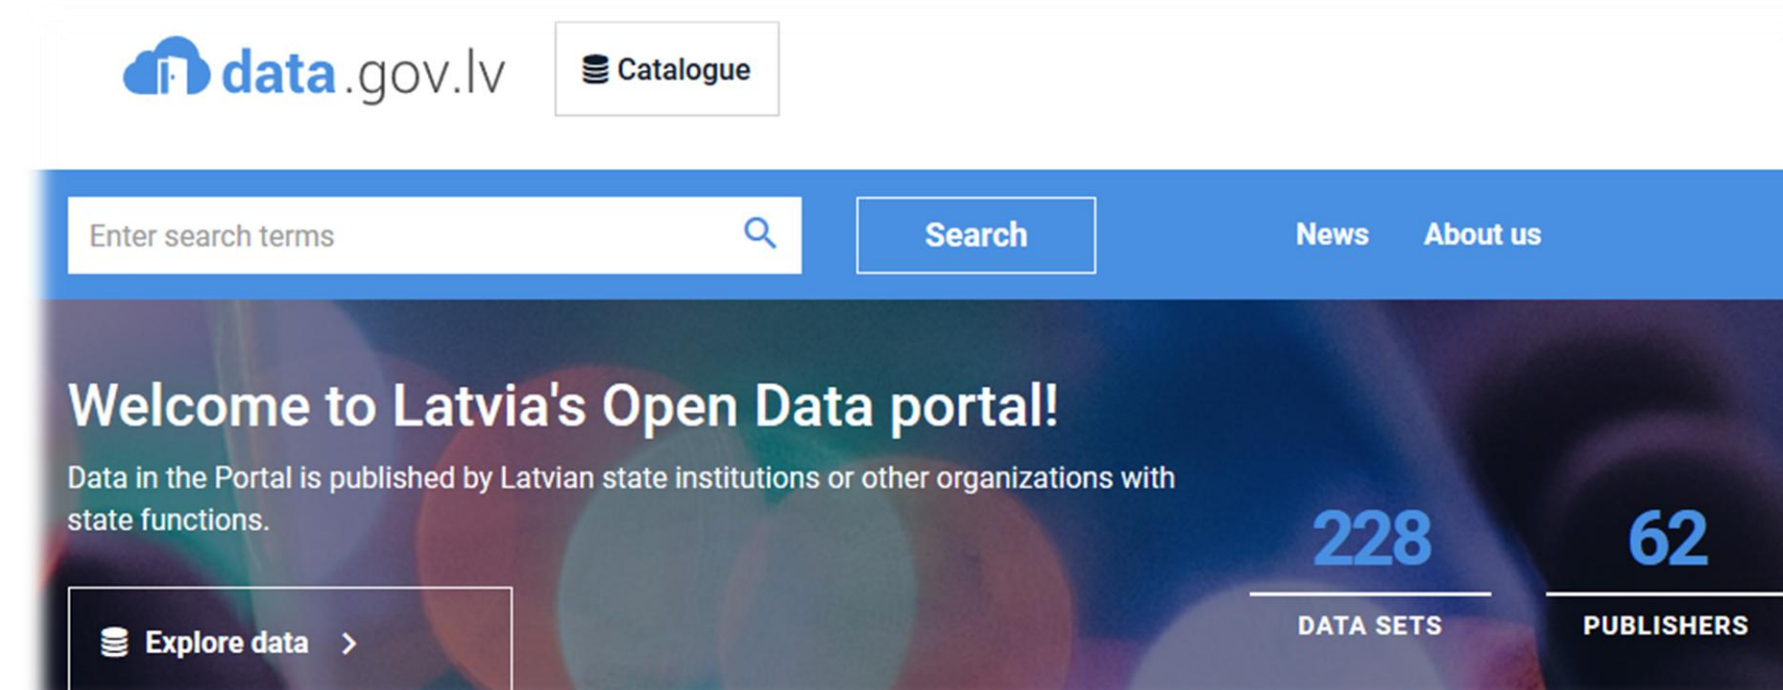 data.gov.lv
Catalogue
Enter search terms
Search
News
About us
Welcome to Latvia's Open Data portal!
Data in the Portal is published by Latvian state institutions or other organizations with
state functions.
228
DATA SETS
62
PUBLISHERS
Explore data